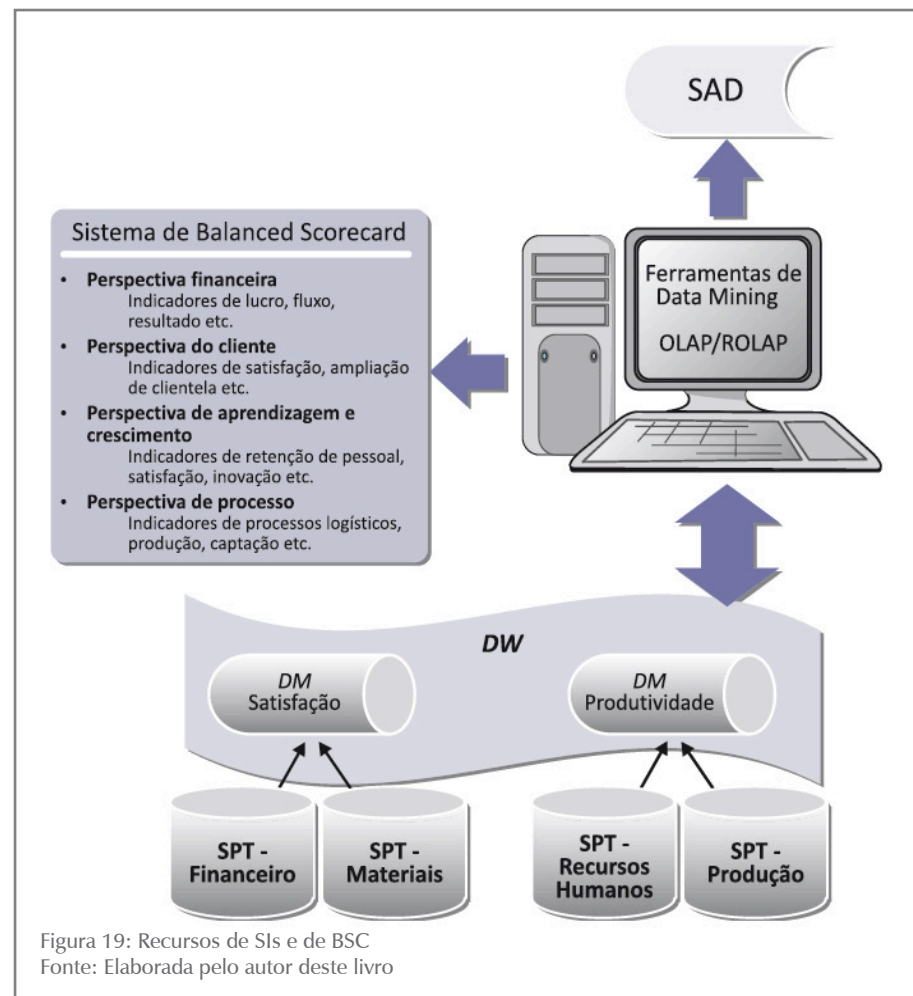 SAD
Sistema de Balanced Scorecard
• Perspectiva financeira
Indicadores de lucro, fluxo,
resultado etc.
• Perspectiva do cliente
Indicadores de satisfação, ampliação
de clientela etc.
• Perspectiva de aprendizagem e
crescimento
Indicadores de retenção de pessoal,
satisfação, inovação etc.
• Perspectiva de processo
Indicadores de processos logísticos,
produção, captação etc.
Ferramentas de
Data Mining
OLAP/ROLAP
DW
DM
Satisfação
DM
Produtividade
SPT -
Financeiro
SPT -
Materiais
SPT -
Recursos
Humanos
SPT -
Produção
Figura 19: Recursos de SIs e de BSC
Fonte: Elaborada pelo autor deste livro